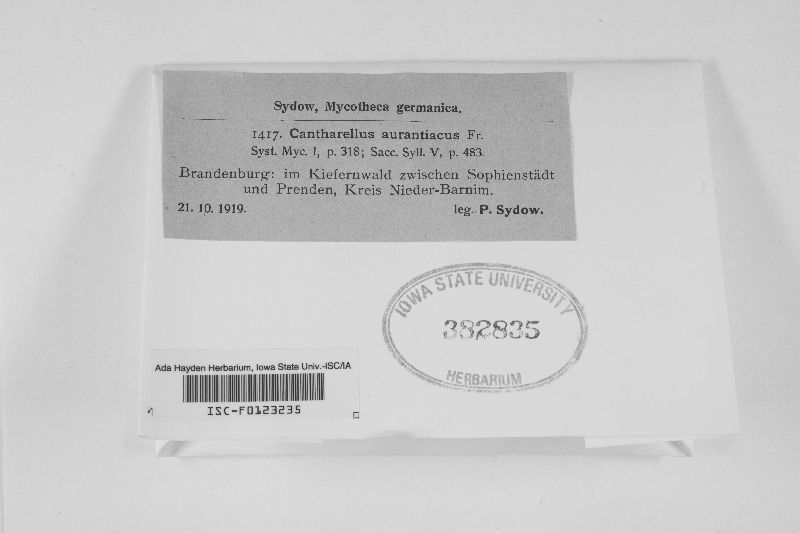 Sydow, Mycotheca germanica.
1417. Cantharellus aurantiacus Fr.
Syst. Myc. I, p. 318; Sacc. Syll. V, p. 483.
Brandenburg: im Kiefernwald zwischen Sophienstädt
und Prenden, Kreis Nieder-Barnim.
21. 10. 1919. leg. P. Sydow.
IOWA STATE UNIVERSITY
382835
HERBARIUM
Ada Hayden Herbarium, Iowa State Univ.-ISC/IA
ISC-F0123235